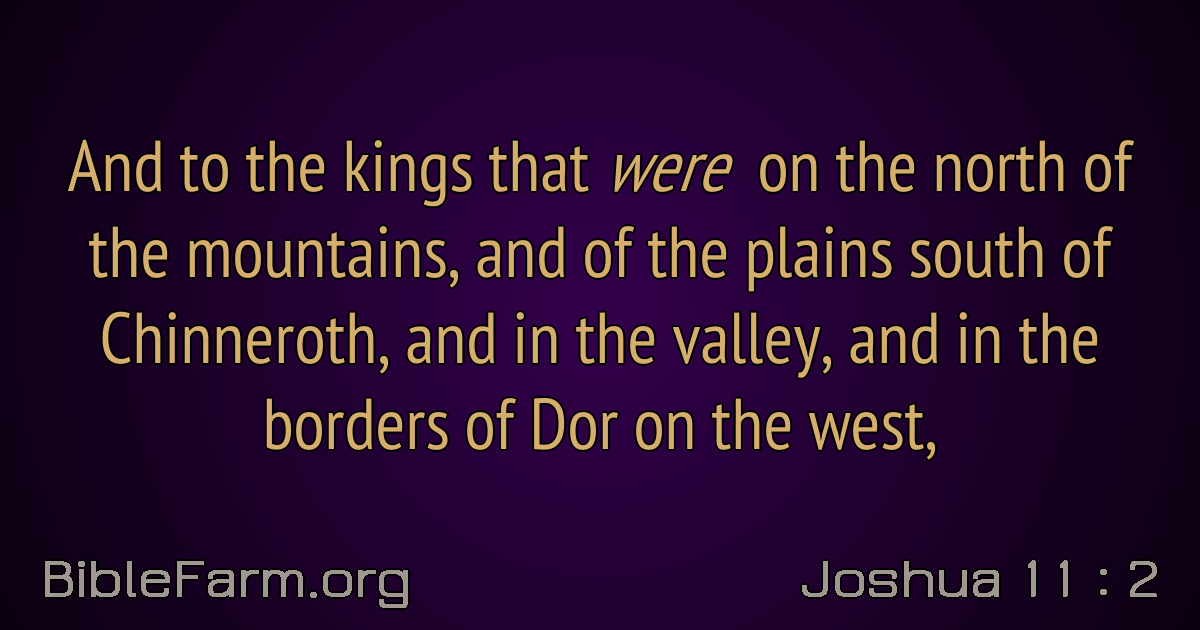 And to the kings that were on the north of
the mountains, and of the plains south of
Chinneroth, and in the valley, and in the
borders of Dor on the west,
BibleFarm.org
Joshua 11 : 2